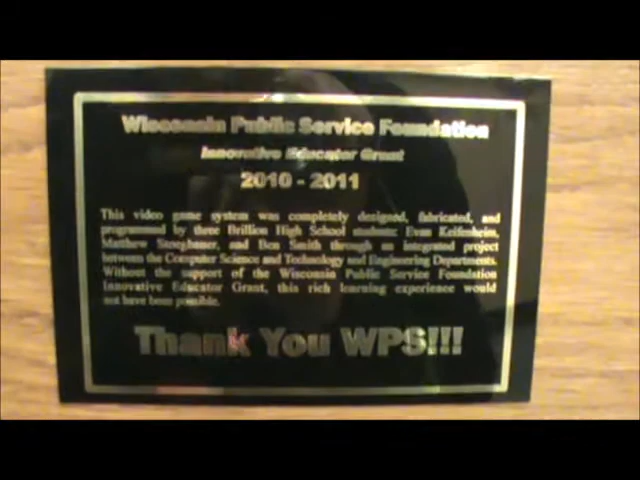 Wisconsin Public Service Foundation
Innovative Educator Grant
2010 - 2011
This video game system was completely designed, fabricated, and
programmed by three Brillion High School students: Evan Keifenheim,
Matthew Stoegbauer, and Ben Smith through an integrated project
between the Computer Science and Technology and Engineering Departments.
Without the support of the Wisconsin Public Service Foundation
Innovative Educator Grant, this rich learning experience would
not have been possible.
Thank You WPS!!!